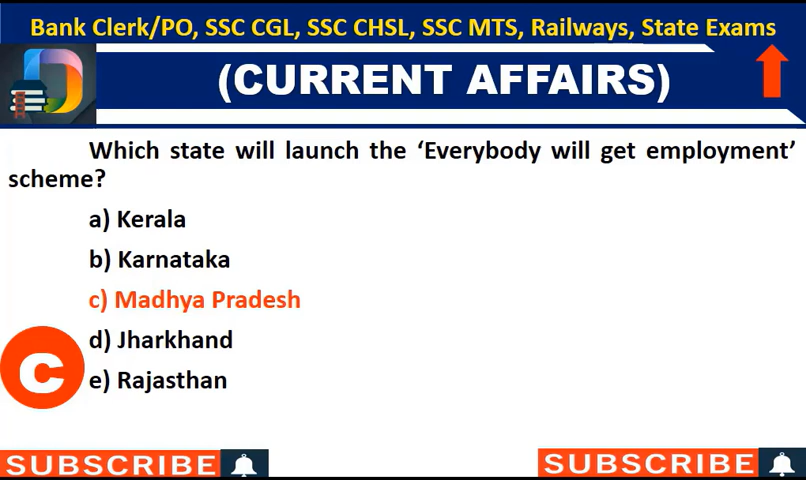 Bank Clerk/PO, SSC CGL, SSC CHSL, SSC MTS, Railways, State Exams
(CURRENT AFFAIRS)
Which state will launch the ‘Everybody will get employment’
scheme?
a) Kerala
b) Karnataka
c) Madhya Pradesh
d) Jharkhand
C
e) Rajasthan
SUBSCRIBE
SUBSCRIBE